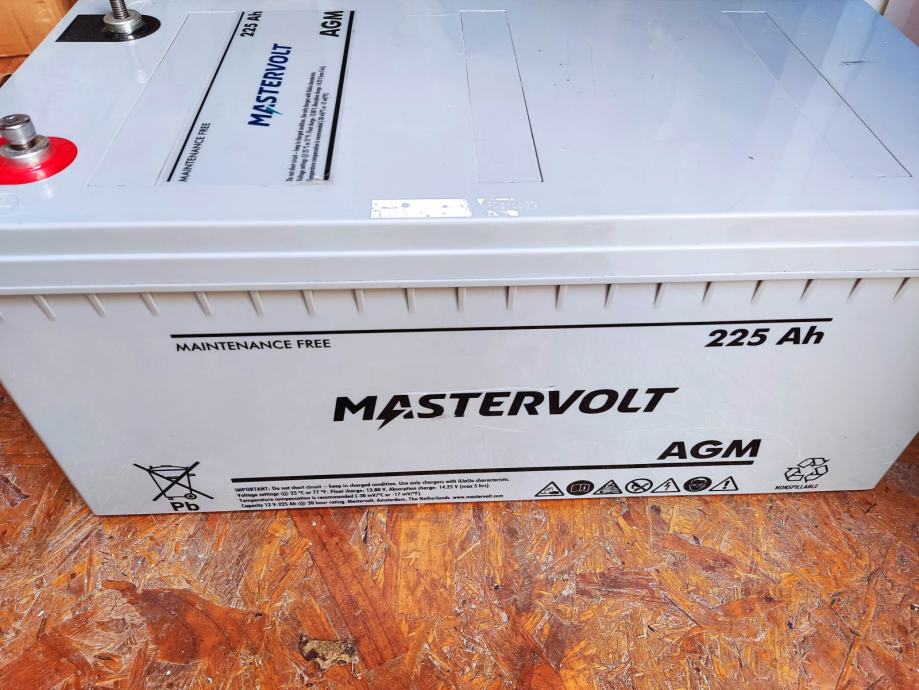 225 Ah
AGM
MASTERVOLT
MAINTENANCE FREE
MAINTENANCE FREE
225 Ah
MASTERVOLT
AGM
IMPORTANT: Do not short circuit – keep in charged condition. Use only chargers with IUoUo characteristic.
Voltage settings @ 25 °C or 77 °F: Float charge: 13.80 V, Absorption charge: 14.25 V (max 5 hrs).
Temperature compensation is recommended (-30 mV/°C or -17 mV/°F).
Capacity 12 V-225 Ah @ 20 hour rating. Mastervolt, Amsterdam, The Netherlands. www.mastervolt.com
Pb
NONSPILLABLE